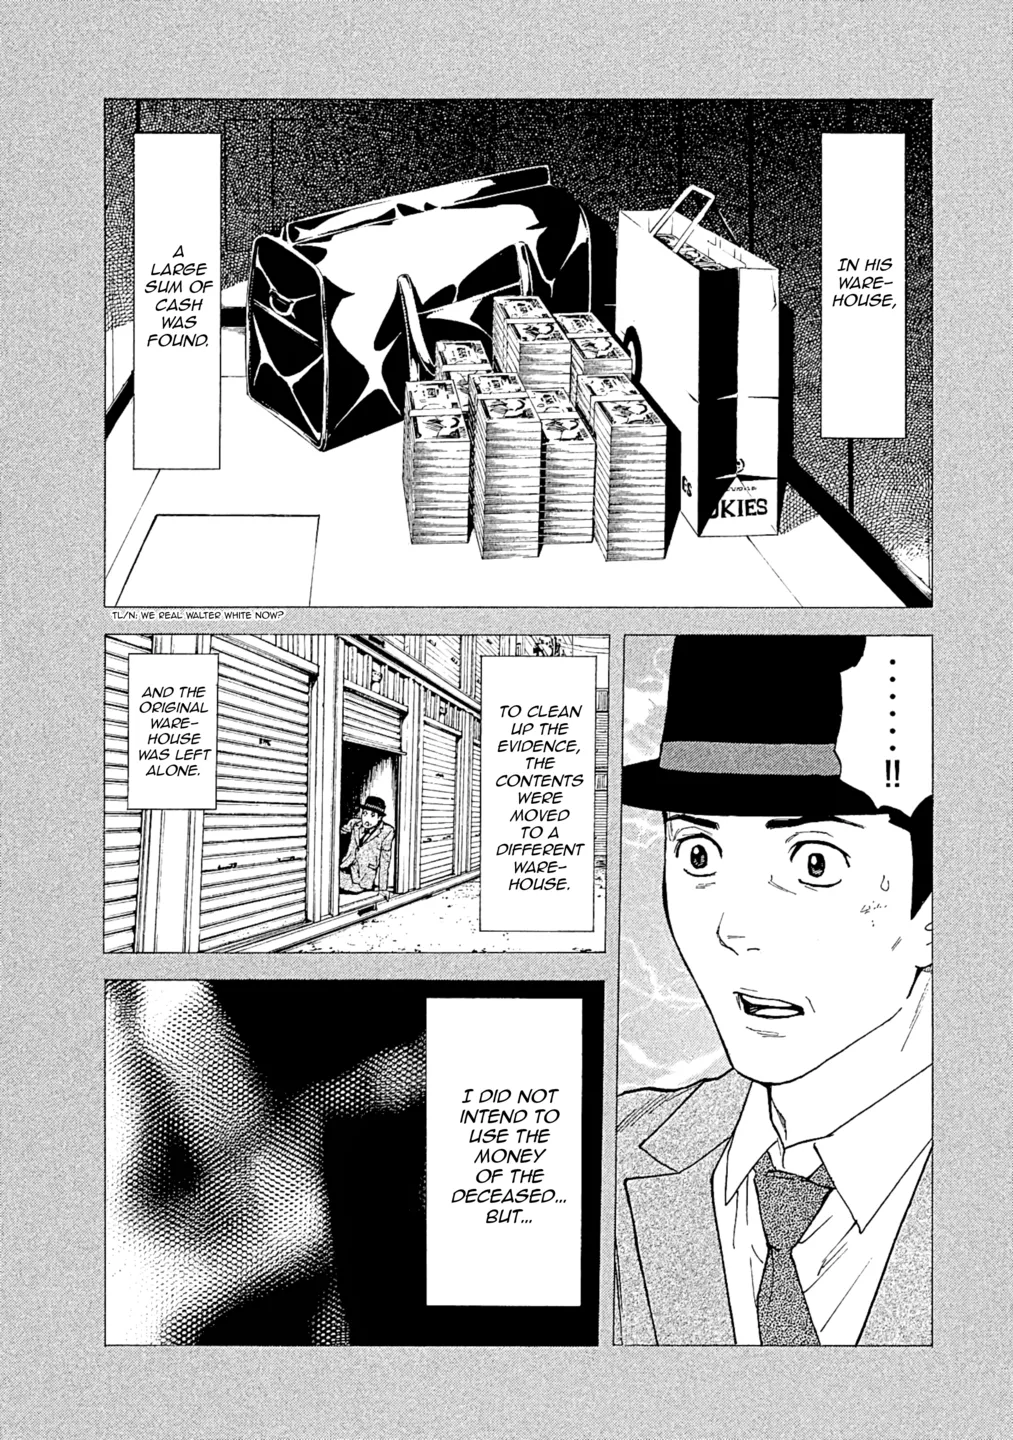 IN HIS
WARE-
HOUSE,
A
LARGE
SUM OF
CASH
WAS
FOUND.
OKIES
ES
TL/N: WE REAL WALTER WHITE NOW?
. . . . . . !!
TO CLEAN
UP THE
EVIDENCE,
THE
CONTENTS
WERE
MOVED
TO A
DIFFERENT
WARE-
HOUSE.
AND THE
ORIGINAL
WARE-
HOUSE
WAS LEFT
ALONE.
I DID NOT
INTEND TO
USE THE
MONEY
OF THE
DECEASED...
BUT...